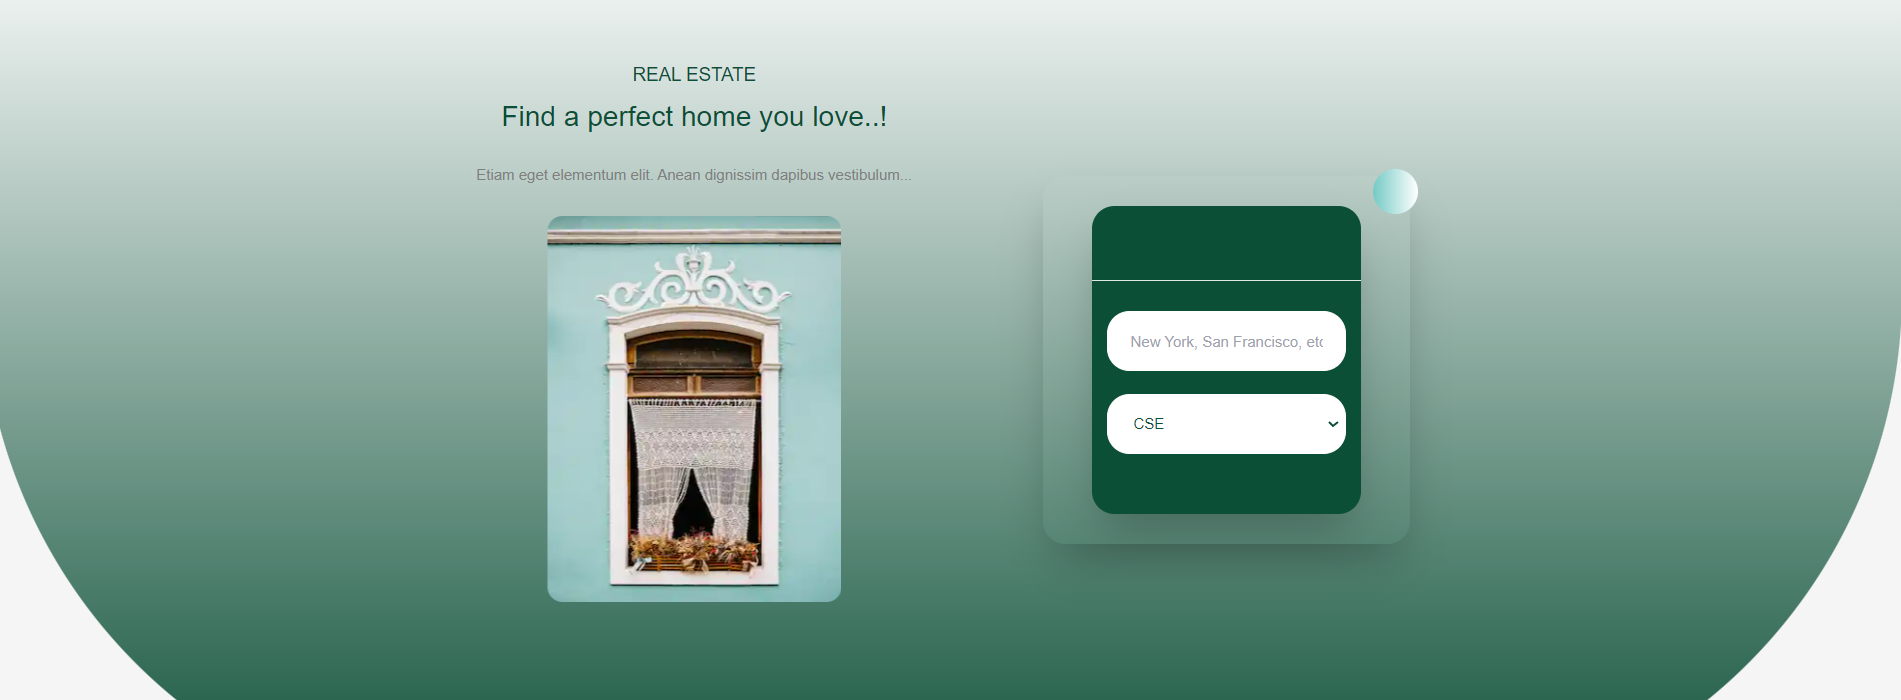 REAL ESTATE
Find a perfect home you love..!
Etiam eget elementum elit. Anean dignissim dapibus vestibulum...
New York, San Francisco, etc
CSE